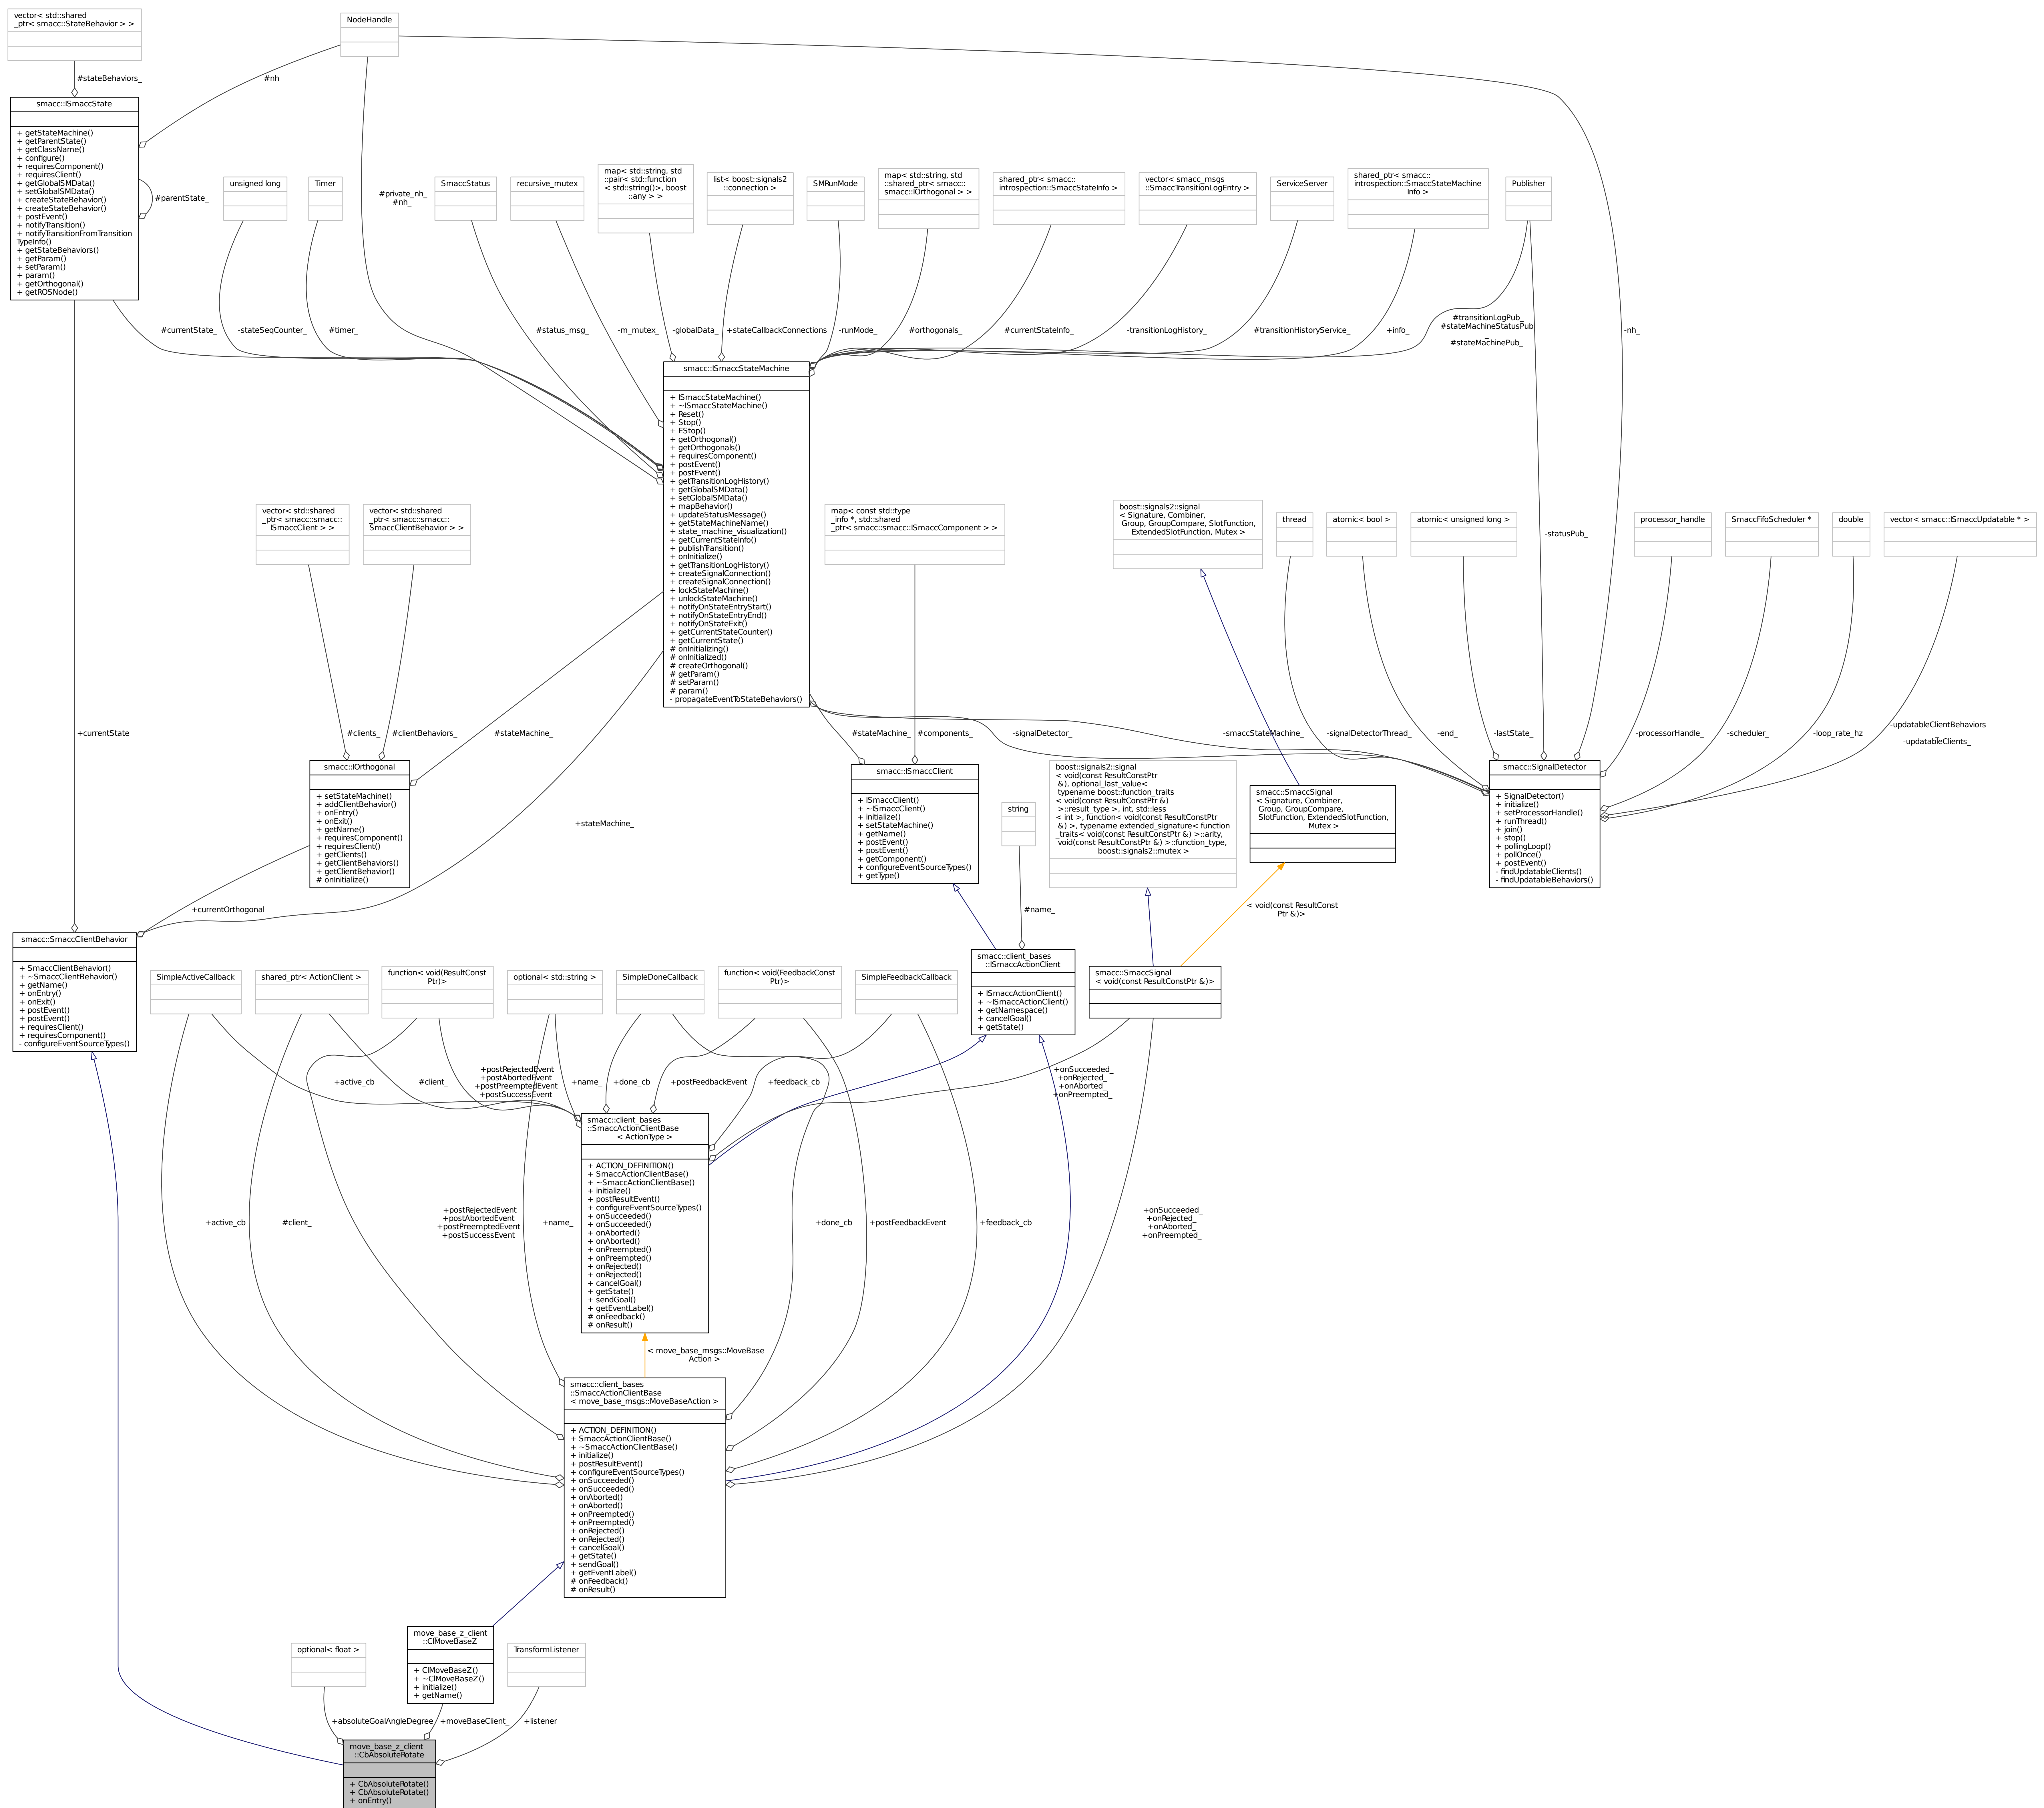 vector< std::shared
_ptr< smacc::StateBehavior > >
NodeHandle
#stateBehaviors_
#nh
smacc::ISmaccState
+ getStateMachine()
+ getParentState()
+ getClassName()
+ configure()
+ requiresComponent()
+ requiresClient()
+ getGlobalSMData()
+ setGlobalSMData()
+ createStateBehavior()
+ createStateBehavior()
+ postEvent()
+ notifyTransition()
+ notifyTransitionFromTransition
TypeInfo()
+ getStateBehaviors()
+ getParam()
+ setParam()
+ param()
+ getOrthogonal()
+ getROSNode()
#parentState_
unsigned long
Timer
#private_nh_
#nh_
SmaccStatus
recursive_mutex
map< std::string, std
::pair< std::function
< std::string()>, boost
::any > >
list< boost::signals2
::connection >
SMRunMode
map< std::string, std
::shared_ptr< smacc::
smacc::IOrthogonal > >
shared_ptr< smacc::
introspection::SmaccStateInfo >
vector< smacc_msgs
::SmaccTransitionLogEntry >
ServiceServer
shared_ptr< smacc::
introspection::SmaccStateMachine
Info >
Publisher
#currentState_
-stateSeqCounter_
#timer_
#status_msg_
-m_mutex_
-globalData_
+stateCallbackConnections
-runMode_
#orthogonals_
#currentStateInfo_
-transitionLogHistory_
#transitionHistoryService_
+info_
#transitionLogPub_
#stateMachineStatusPub
_
#stateMachinePub_
-nh_
smacc::ISmaccStateMachine
+ ISmaccStateMachine()
+ ~ISmaccStateMachine()
+ Reset()
+ Stop()
+ EStop()
+ getOrthogonal()
+ getOrthogonals()
+ requiresComponent()
+ postEvent()
+ postEvent()
+ getTransitionLogHistory()
+ getGlobalSMData()
+ setGlobalSMData()
+ mapBehavior()
+ updateStatusMessage()
+ getStateMachineName()
+ state_machine_visualization()
+ getCurrentStateInfo()
+ publishTransition()
+ onInitialize()
+ getTransitionLogHistory()
+ createSignalConnection()
+ createSignalConnection()
+ lockStateMachine()
+ unlockStateMachine()
+ notifyOnStateEntryStart()
+ notifyOnStateEntryEnd()
+ notifyOnStateExit()
+ getCurrentStateCounter()
+ getCurrentState()
# onInitializing()
# onInitialized()
# createOrthogonal()
# getParam()
# setParam()
# param()
- propagateEventToStateBehaviors()
vector< std::shared
_ptr< smacc::smacc::
ISmaccClient > >
vector< std::shared
_ptr< smacc::smacc::
SmaccClientBehavior > >
map< const std::type
_info *, std::shared
_ptr< smacc::smacc::ISmaccComponent > >
boost::signals2::signal
< Signature, Combiner,
Group, GroupCompare, SlotFunction,
ExtendedSlotFunction, Mutex >
thread
atomic< bool >
atomic< unsigned long >
-statusPub_
processor_handle
SmaccFifoScheduler *
double
vector< smacc::ISmaccUpdatable * >
+currentState
#clients_
#clientBehaviors_
#stateMachine_
#stateMachine_
#components_
-signalDetector_
-smaccStateMachine_
-signalDetectorThread_
-end_
-lastState_
-processorHandle_
-scheduler_
-loop_rate_hz
-updatableClientBehaviors
_
-updatableClients_
smacc::IOrthogonal
+ setStateMachine()
+ addClientBehavior()
+ onEntry()
+ onExit()
+ getName()
+ requiresComponent()
+ requiresClient()
+ getClients()
+ getClientBehaviors()
+ getClientBehavior()
# onInitialize()
+stateMachine_
smacc::ISmaccClient
+ ISmaccClient()
+ ~ISmaccClient()
+ initialize()
+ setStateMachine()
+ getName()
+ postEvent()
+ postEvent()
+ getComponent()
+ configureEventSourceTypes()
+ getType()
string
boost::signals2::signal
< void(const ResultConstPtr
&), optional_last_value<
typename boost::function_traits
< void(const ResultConstPtr &)
>::result_type >, int, std::less
< int >, function< void(const ResultConstPtr
&) >, typename extended_signature< function
_traits< void(const ResultConstPtr &) >::arity,
void(const ResultConstPtr &) >::function_type,
boost::signals2::mutex >
smacc::SmaccSignal
< Signature, Combiner,
Group, GroupCompare,
SlotFunction, ExtendedSlotFunction,
Mutex >
smacc::SignalDetector
+ SignalDetector()
+ initialize()
+ setProcessorHandle()
+ runThread()
+ join()
+ stop()
+ pollingLoop()
+ pollOnce()
+ postEvent()
- findUpdatableClients()
- findUpdatableBehaviors()
+currentOrthogonal
#name_
< void(const ResultConst
Ptr &)>
smacc::SmaccClientBehavior
+ SmaccClientBehavior()
+ ~SmaccClientBehavior()
+ getName()
+ onEntry()
+ onExit()
+ postEvent()
+ postEvent()
+ requiresClient()
+ requiresComponent()
- configureEventSourceTypes()
SimpleActiveCallback
shared_ptr< ActionClient >
function< void(ResultConst
Ptr)>
optional< std::string >
SimpleDoneCallback
function< void(FeedbackConst
Ptr)>
SimpleFeedbackCallback
smacc::client_bases
::ISmaccActionClient
+ ISmaccActionClient()
+ ~ISmaccActionClient()
+ getNamespace()
+ cancelGoal()
+ getState()
smacc::SmaccSignal
< void(const ResultConstPtr &)>
+active_cb
#client_
+postRejectedEvent
+postAbortedEvent
+postPreemptedEvent
+postSuccessEvent
+name_
+done_cb
+postFeedbackEvent
+feedback_cb
+onSucceeded_
+onRejected_
+onAborted_
+onPreempted_
smacc::client_bases
::SmaccActionClientBase
< ActionType >
+ ACTION_DEFINITION()
+ SmaccActionClientBase()
+ ~SmaccActionClientBase()
+ initialize()
+ postResultEvent()
+ configureEventSourceTypes()
+ onSucceeded()
+ onSucceeded()
+ onAborted()
+ onAborted()
+ onPreempted()
+ onPreempted()
+ onRejected()
+ onRejected()
+ cancelGoal()
+ getState()
+ sendGoal()
+ getEventLabel()
# onFeedback()
# onResult()
+active_cb
#client_
+postRejectedEvent
+postAbortedEvent
+postPreemptedEvent
+postSuccessEvent
+name_
+done_cb
+postFeedbackEvent
+feedback_cb
+onSucceeded_
+onRejected_
+onAborted_
+onPreempted_
< move_base_msgs::MoveBase
Action >
smacc::client_bases
::SmaccActionClientBase
< move_base_msgs::MoveBaseAction >
+ ACTION_DEFINITION()
+ SmaccActionClientBase()
+ ~SmaccActionClientBase()
+ initialize()
+ postResultEvent()
+ configureEventSourceTypes()
+ onSucceeded()
+ onSucceeded()
+ onAborted()
+ onAborted()
+ onPreempted()
+ onPreempted()
+ onRejected()
+ onRejected()
+ cancelGoal()
+ getState()
+ sendGoal()
+ getEventLabel()
# onFeedback()
# onResult()
optional< float >
move_base_z_client
::ClMoveBaseZ
+ ClMoveBaseZ()
+ ~ClMoveBaseZ()
+ initialize()
+ getName()
TransformListener
+absoluteGoalAngleDegree
+moveBaseClient_
+listener
move_base_z_client
::CbAbsoluteRotate
+ CbAbsoluteRotate()
+ CbAbsoluteRotate()
+ onEntry()